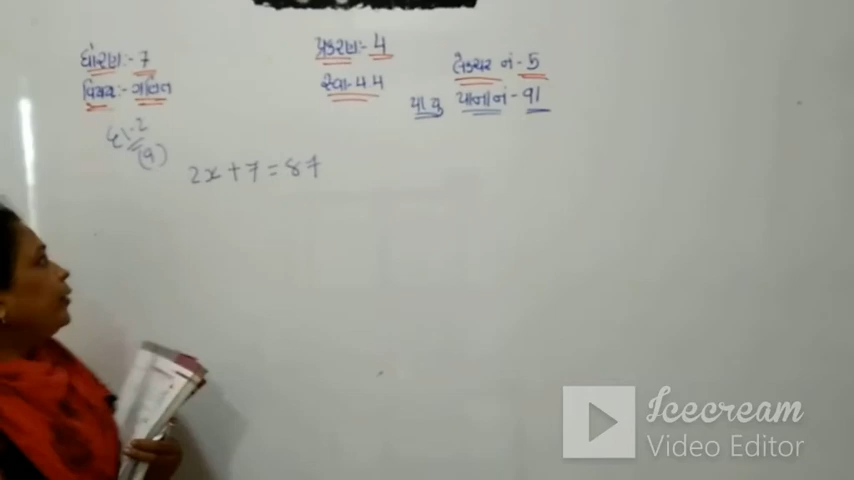 ધોરણ:- 7
પ્રકરણ:- 4
લેક્ચર નં - 5
વિષય:- ગણિત
સ્વા- 4.4
પા પુ પાના નં - 91
દા-2
(a)
2x + 7 = 87
Icecream
Video Editor